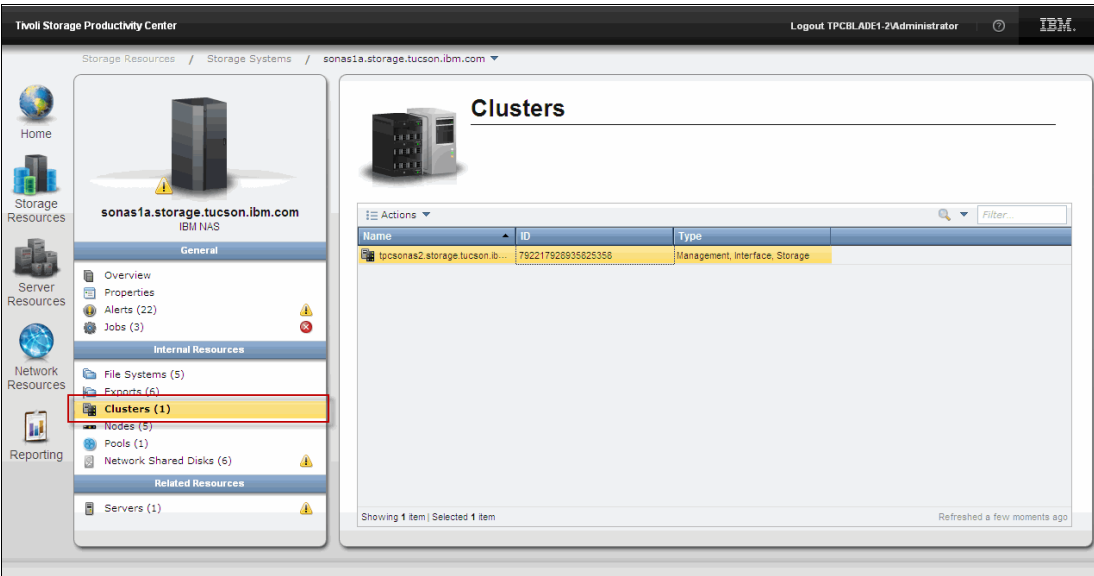 Tivoli Storage Productivity Center
Logout TPCBLADE1-2\Administrator
?
IBM.
Storage Resources / Storage Systems / sonas1a.storage.tucson.ibm.com
Home
Storage Resources
Server Resources
Network Resources
Reporting
sonas1a.storage.tucson.ibm.com
IBM NAS
General
Overview
Properties
Alerts (22)
Jobs (3)
Internal Resources
File Systems (5)
Exports (6)
Clusters (1)
Nodes (5)
Pools (1)
Network Shared Disks (6)
Related Resources
Servers (1)
Clusters
Actions
Filter...
Name ID Type
tpcsonas2.storage.tucson.ib... 792217928935825358 Management, Interface, Storage
Showing 1 item | Selected 1 item
Refreshed a few moments ago